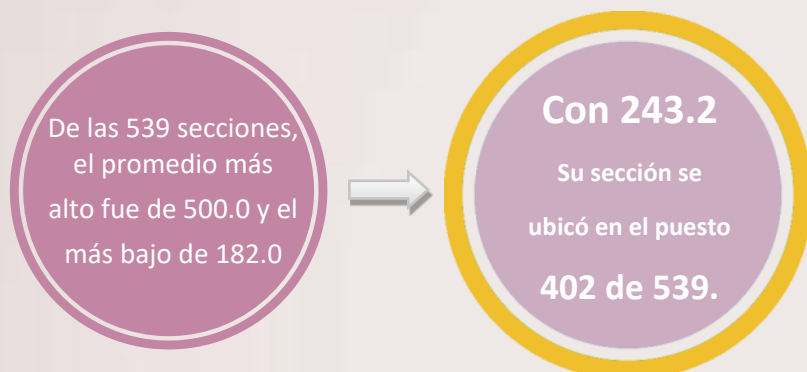 De las 539 secciones,
el promedio más
alto fue de 500.0 y el
más bajo de 182.0
Con 243.2
Su sección se
ubicó en el puesto
402 de 539.